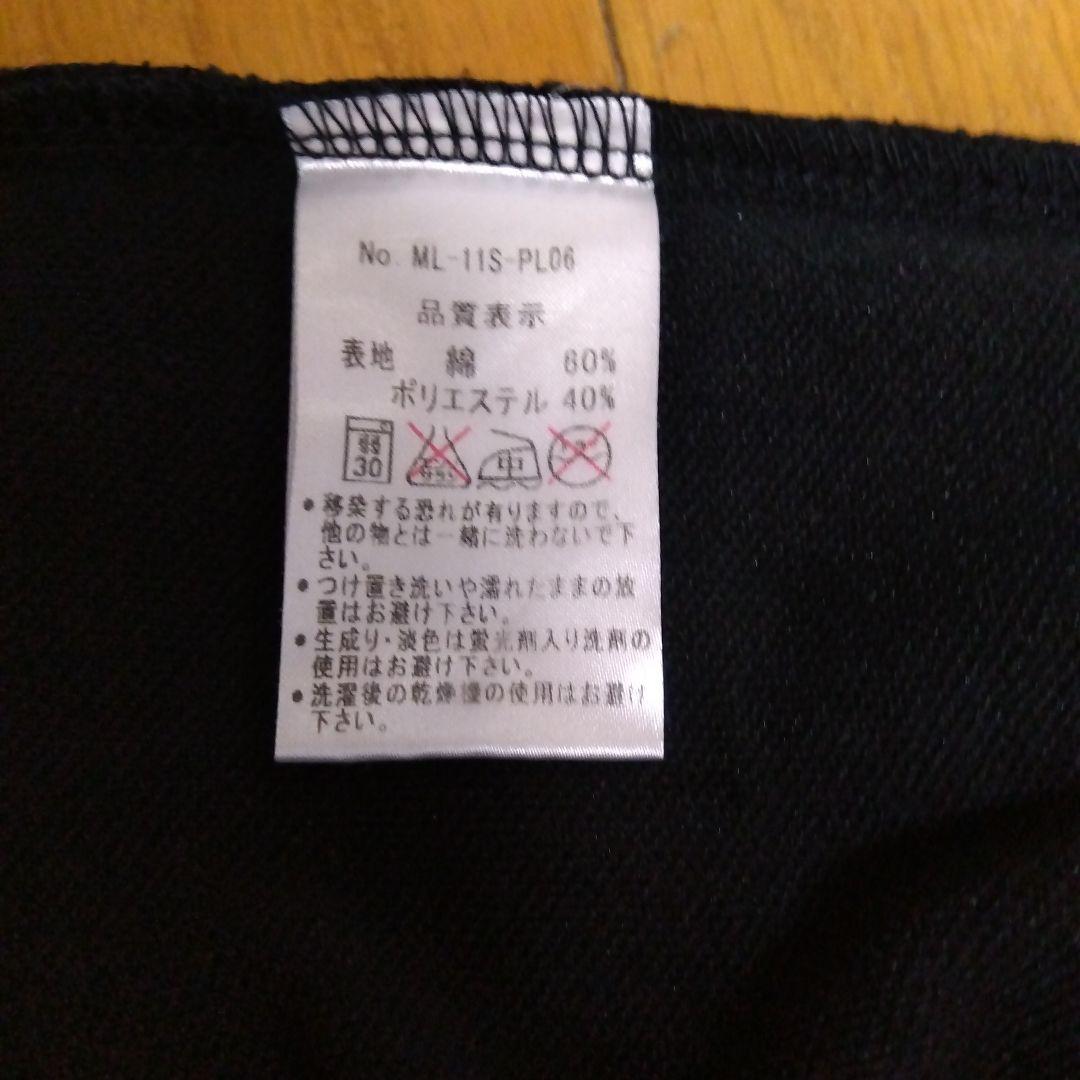 No. ML-11S-PL06
品質表示
表地 綿 60%
ポリエステル 40%
弱 30 中
・移染する恐れが有りますので、
他の物とは一緒に洗わないで下
さい。
・つけ置き洗いや濡れたままの放
置はお避け下さい。
・生成り・淡色は蛍光剤入り洗剤の
使用はお避け下さい。
・洗濯後の乾燥機の使用はお避け
下さい。